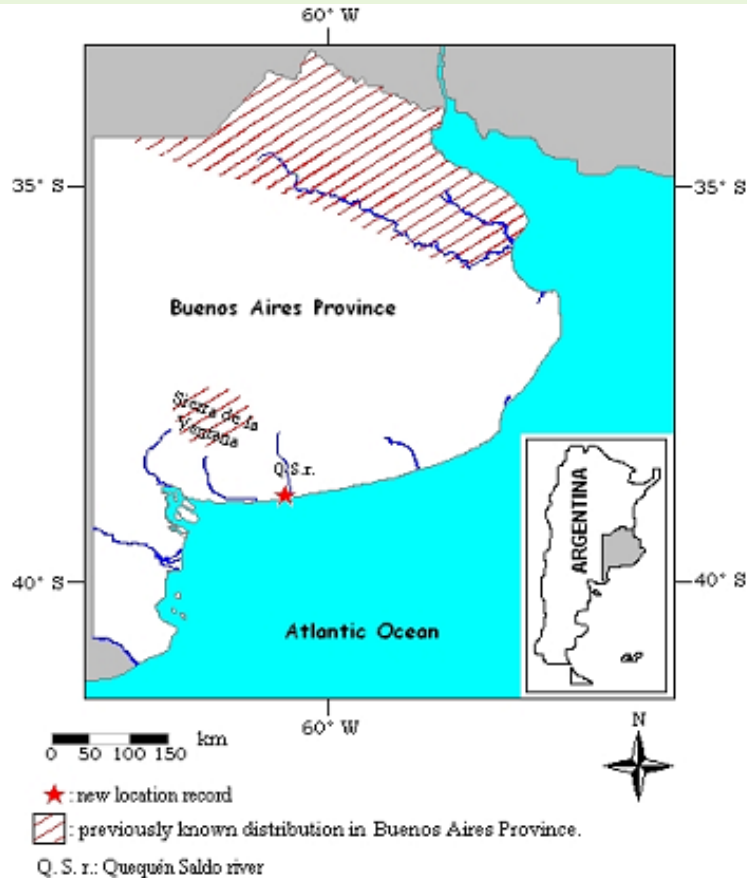 60° W
35° S
35° S
Buenos Aires Province
Sierra de la
Ventana
Q.S.r.
ARGENTINA
40° S
40° S
Atlantic Ocean
60° W
N
0 50 100 150 km
: new location record
: previously known distribution in Buenos Aires Province.
Q. S. r.: Quequén Saldo river